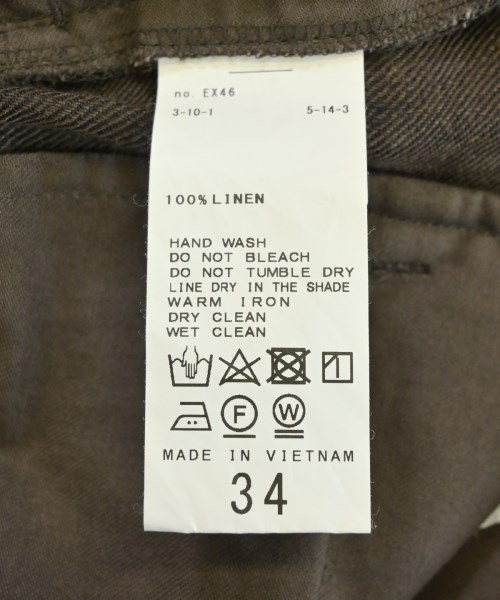 no. EX46
3-10-1 5-14-3
100% LINEN
HAND WASH
DO NOT BLEACH
DO NOT TUMBLE DRY
LINE DRY IN THE SHADE
WARM IRON
DRY CLEAN
WET CLEAN
F W
MADE IN VIETNAM
34